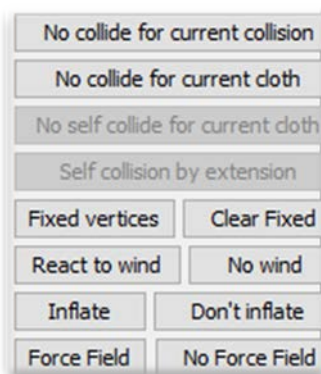 No collide for current collision
No collide for current cloth
No self collide for current cloth
Self collision by extension
Fixed vertices Clear Fixed
React to wind No wind
Inflate Don't inflate
Force Field No Force Field